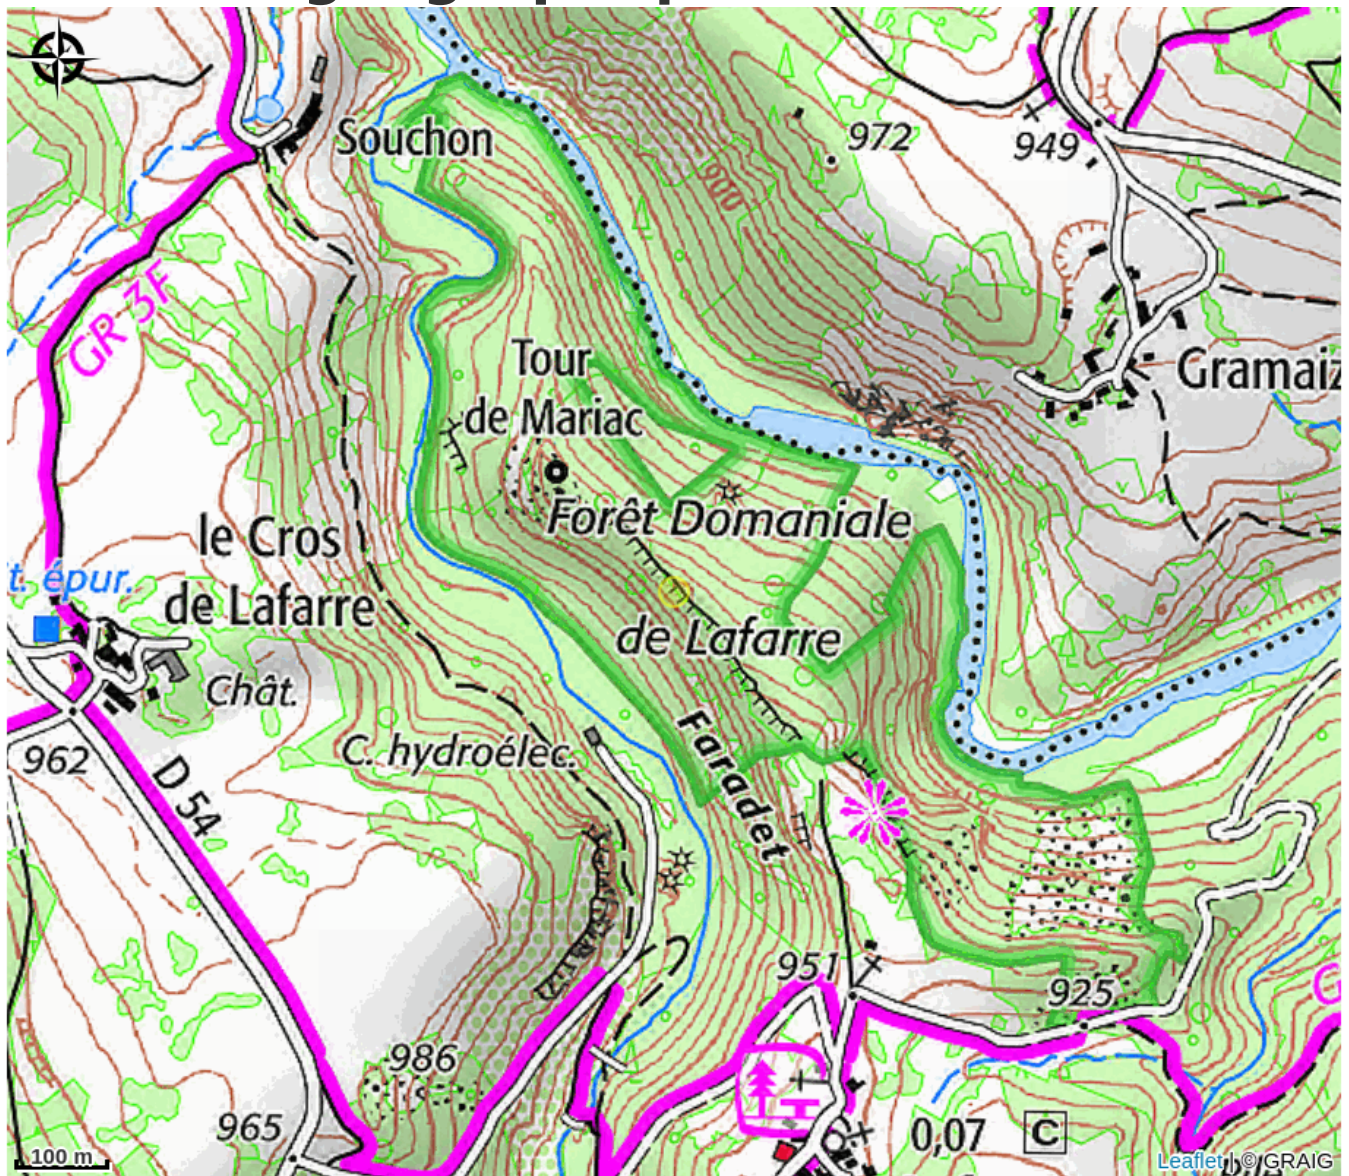 Souchon
972
949
900
GR 3F
Tour
de Mariac
Gramaiz
le Cros
de Lafarre
Forêt Domaniale
de Lafarre
t. épur.
Chât.
962
C. hydroélec.
D 54
Faradet
951
925
G
986
965
0,07
C
100 m
Leaflet | © GRAIG